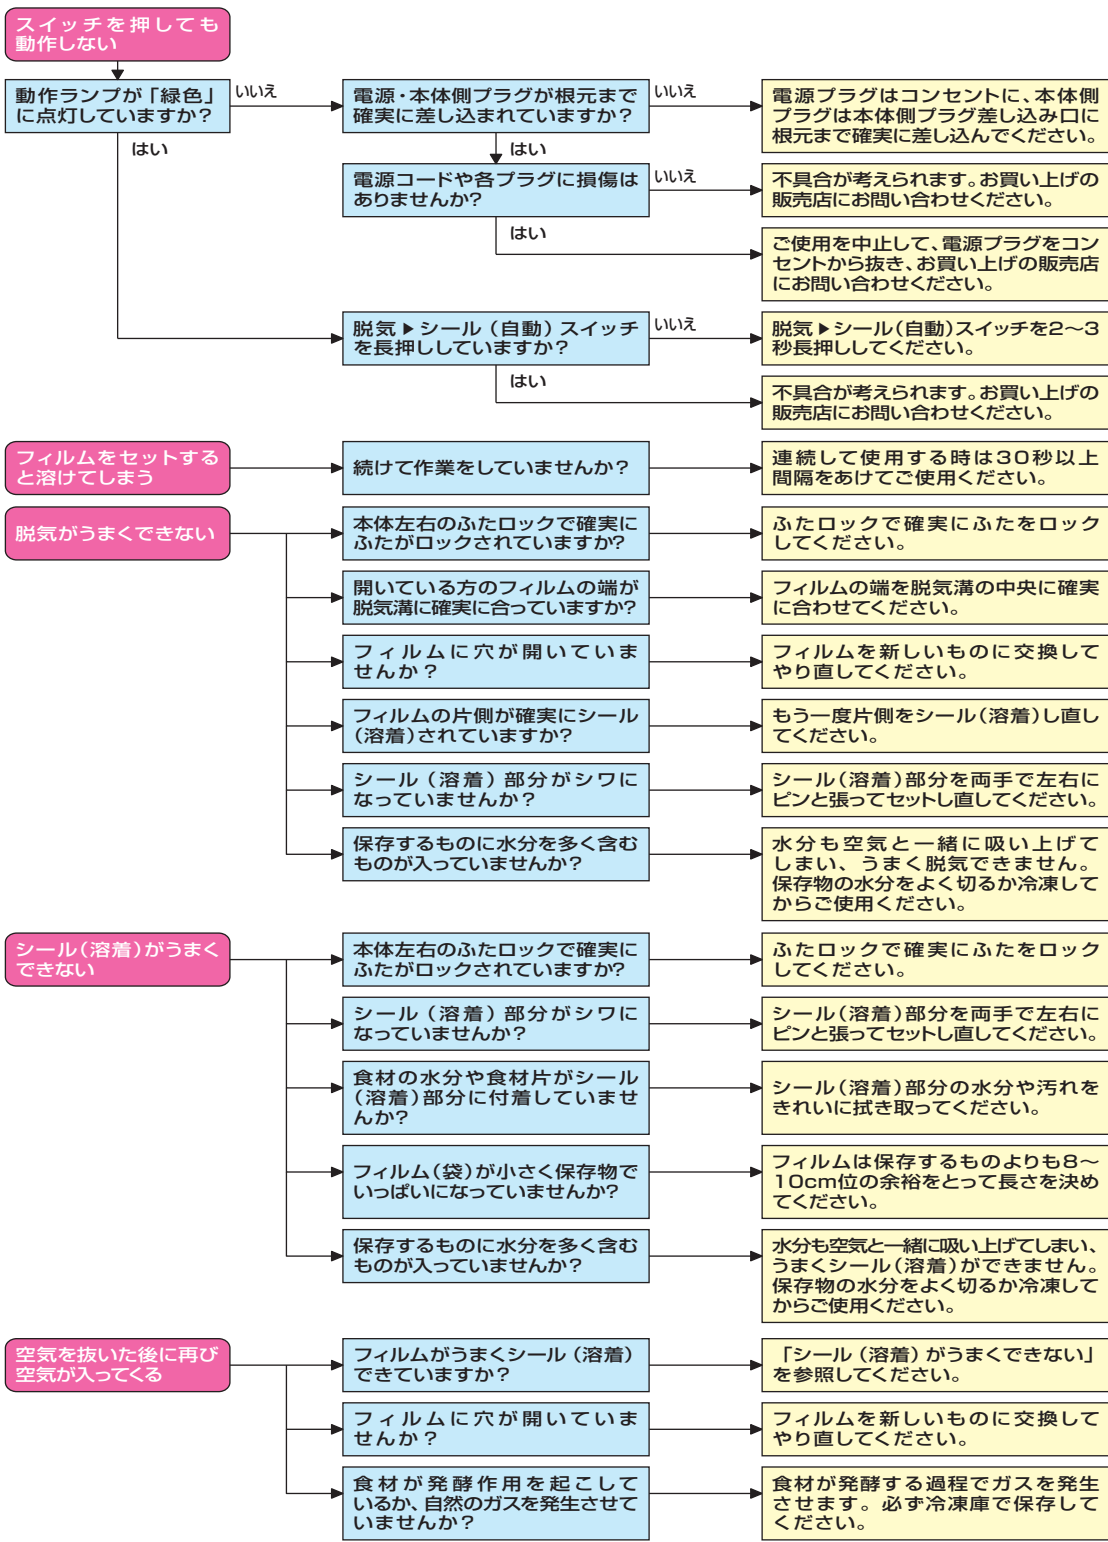 スイッチを押しても
動作しない
動作ランプが「緑色」
に点灯していますか?
いいえ
電源・本体側プラグが根元まで
確実に差し込まれていますか?
いいえ
電源プラグはコンセントに、本体側
プラグは本体側プラグ差し込み口に
根元まで確実に差し込んでください。
はい
はい
電源コードや各プラグに損傷は
ありませんか?
いいえ
不具合が考えられます。お買い上げの
販売店にお問い合わせください。
はい
ご使用を中止して、電源プラグをコン
セントから抜き、お買い上げの販売店
にお問い合わせください。
脱気▶シール(自動)スイッチ
を長押ししていますか?
いいえ
脱気▶シール(自動)スイッチを2〜3
秒長押ししてください。
はい
不具合が考えられます。お買い上げの
販売店にお問い合わせください。
フィルムをセットする
と溶けてしまう
続けて作業をしていませんか?
連続して使用する時は30秒以上
間隔をあけてご使用ください。
脱気がうまくできない
本体左右のふたロックで確実に
ふたがロックされていますか?
ふたロックで確実にふたをロック
してください。
開いている方のフィルムの端が
脱気溝に確実に合っていますか?
フィルムの端を脱気溝の中央に確実
に合わせてください。
フィルムに穴が開いていま
せんか?
フィルムを新しいものに交換して
やり直してください。
フィルムの片側が確実にシール
(溶着)されていますか?
もう一度片側をシール(溶着)し直し
てください。
シール(溶着)部分がシワに
なっていませんか?
シール(溶着)部分を両手で左右に
ピンと張ってセットし直してください。
保存するものに水分を多く含む
ものが入っていませんか?
水分も空気と一緒に吸い上げて
しまい、うまく脱気できません。
保存物の水分をよく切るか冷凍して
からご使用ください。
シール(溶着)がうまく
できない
本体左右のふたロックで確実に
ふたがロックされていますか?
ふたロックで確実にふたをロック
してください。
シール(溶着)部分がシワに
なっていませんか?
シール(溶着)部分を両手で左右に
ピンと張ってセットし直してください。
食材の水分や食材片がシール
(溶着)部分に付着していませ
んか?
シール(溶着)部分の水分や汚れを
きれいに拭き取ってください。
フィルム(袋)が小さく保存物で
いっぱいになっていませんか?
フィルムは保存するものよりも8〜
10cm位の余裕をとって長さを決め
てください。
保存するものに水分を多く含む
ものが入っていませんか?
水分も空気と一緒に吸い上げてしまい、
うまくシール(溶着)ができません。
保存物の水分をよく切るか冷凍して
からご使用ください。
空気を抜いた後に再び
空気が入ってくる
フィルムがうまくシール(溶着)
できていますか?
「シール(溶着)がうまくできない」
を参照してください。
フィルムに穴が開いていま
せんか?
フィルムを新しいものに交換して
やり直してください。
食材が発酵作用を起こして
いるか、自然のガスを発生させて
いませんか?
食材が発酵する過程でガスを発生
させます。必ず冷凍庫で保存して
ください。